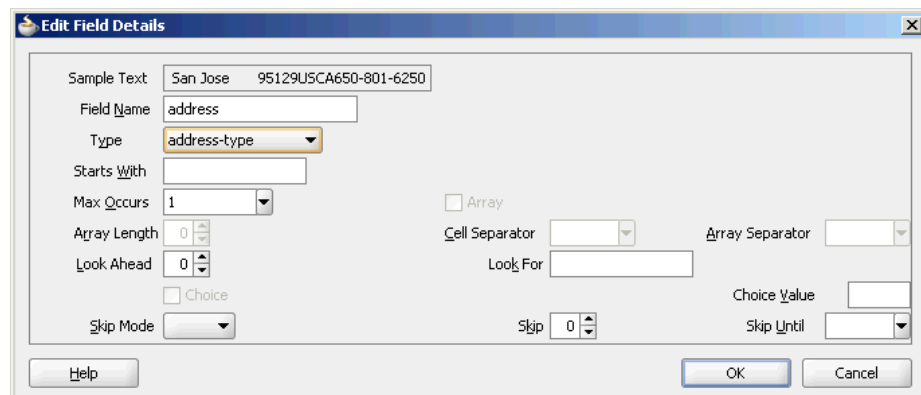 Edit Field Details
Sample Text San Jose 95129USCA650-801-6250
Field Name address
Type address-type
Starts With
Max Occurs 1 Array
Array Length 0 Cell Separator Array Separator
Look Ahead 0 Look For
Choice Choice Value
Skip Mode Skip 0 Skip Until
Help OK Cancel